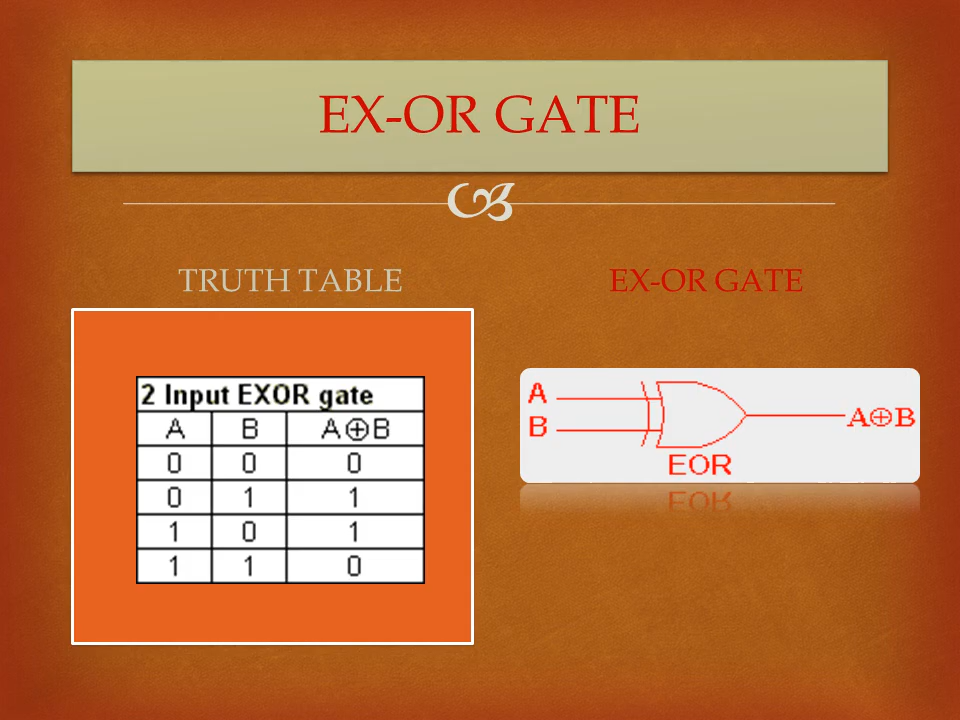 EX-OR GATE
TRUTH TABLE
2 Input EXOR gate
A B A⊕B
0 0 0
0 1 1
1 0 1
1 1 0
EX-OR GATE
A
B
A⊕B
EOR